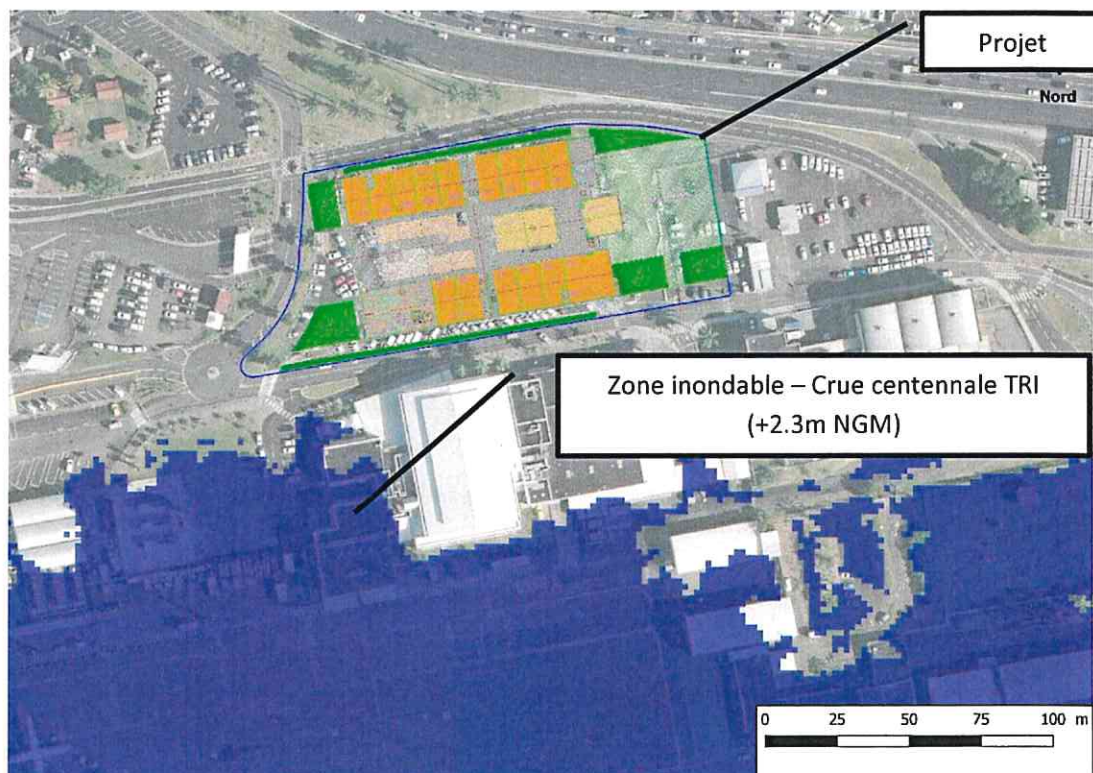 Projet
Nord
Zone inondable – Crue centennale TRI
(+2.3m NGM)
0 25 50 75 100 m